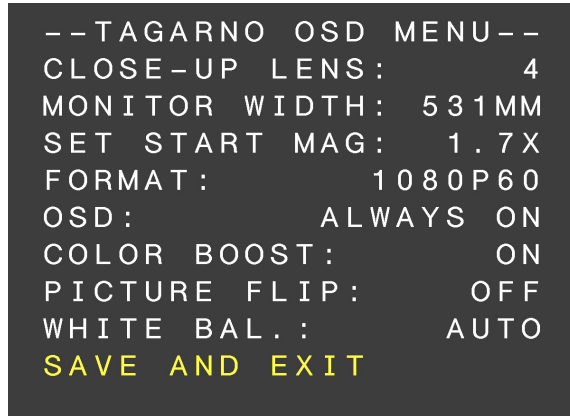 --TAGARNO OSD MENU--
CLOSE-UP LENS: 4
MONITOR WIDTH: 531MM
SET START MAG: 1.7X
FORMAT: 1080P60
OSD: ALWAYS ON
COLOR BOOST: ON
PICTURE FLIP: OFF
WHITE BAL.: AUTO
SAVE AND EXIT